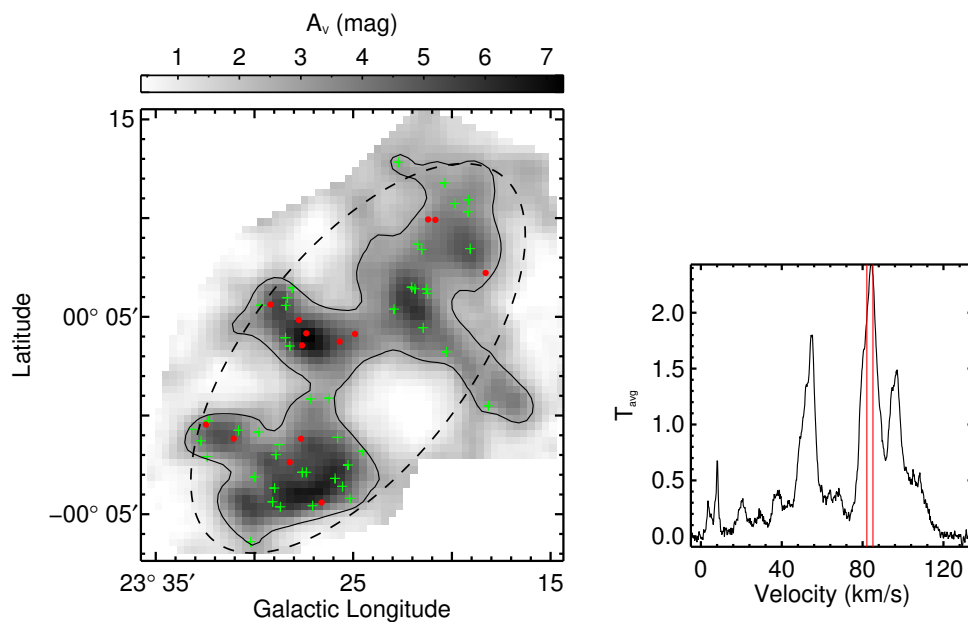 Aᵥ (mag)
1 2 3 4 5 6 7
15
00° 05'
−00° 05'
Latitude
23° 35' 25 15
Galactic Longitude
2.0
1.5
1.0
0.5
0.0
T_avg
0 40 80 120
Velocity (km/s)